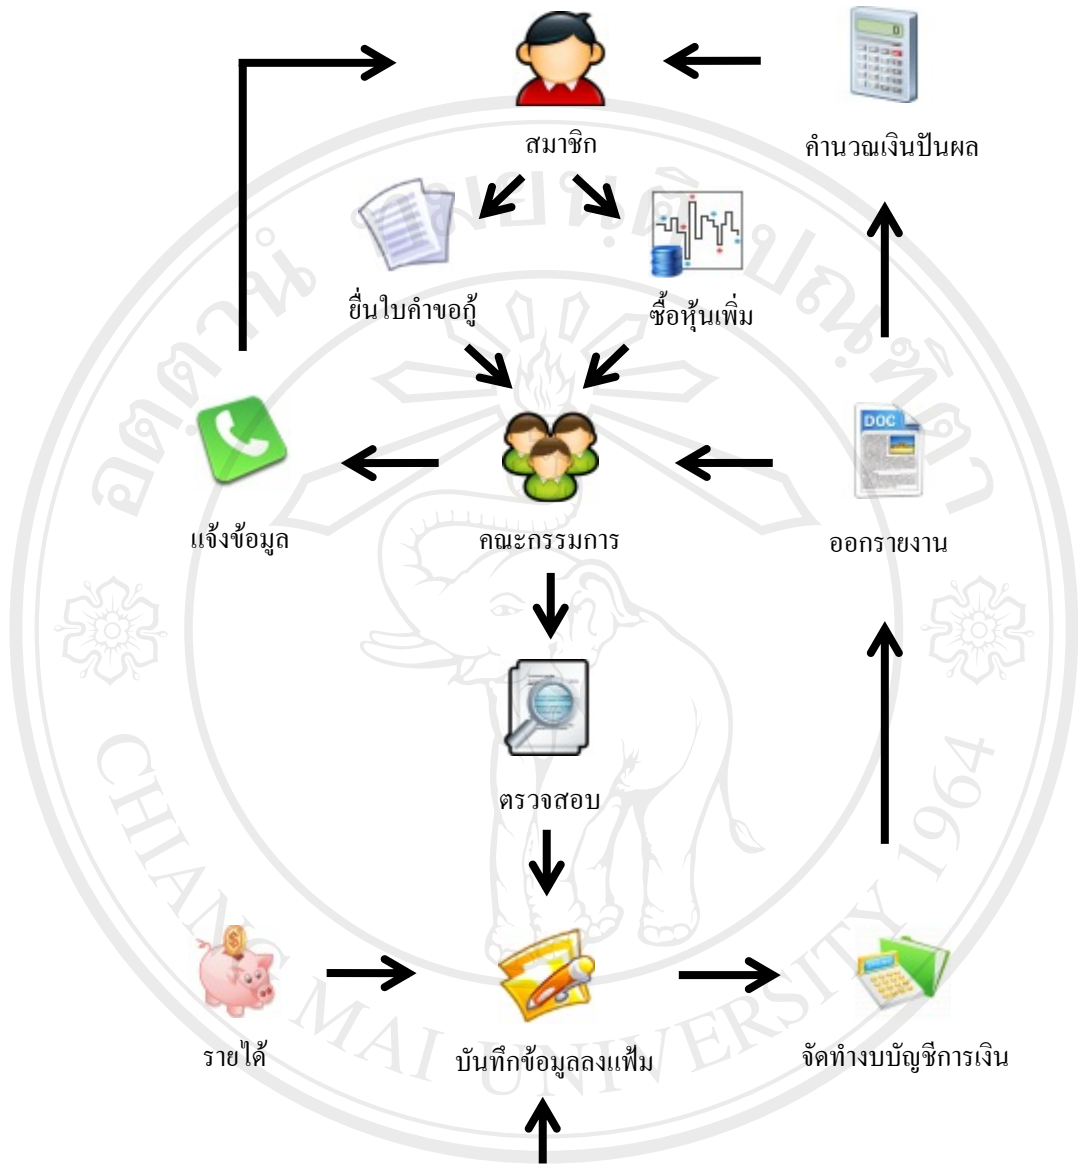 สมาชิก
คำนวณเงินปันผล
ยื่นใบคำขอกู้
ซื้อหุ้นเพิ่ม
DOC
แจ้งข้อมูล
คณะกรรมการ
ออกรายงาน
ตรวจสอบ
รายได้
บันทึกข้อมูลลงแฟ้ม
จัดทำงบบัญชีการเงิน
CHIANG MAI UNIVERSITY 1964